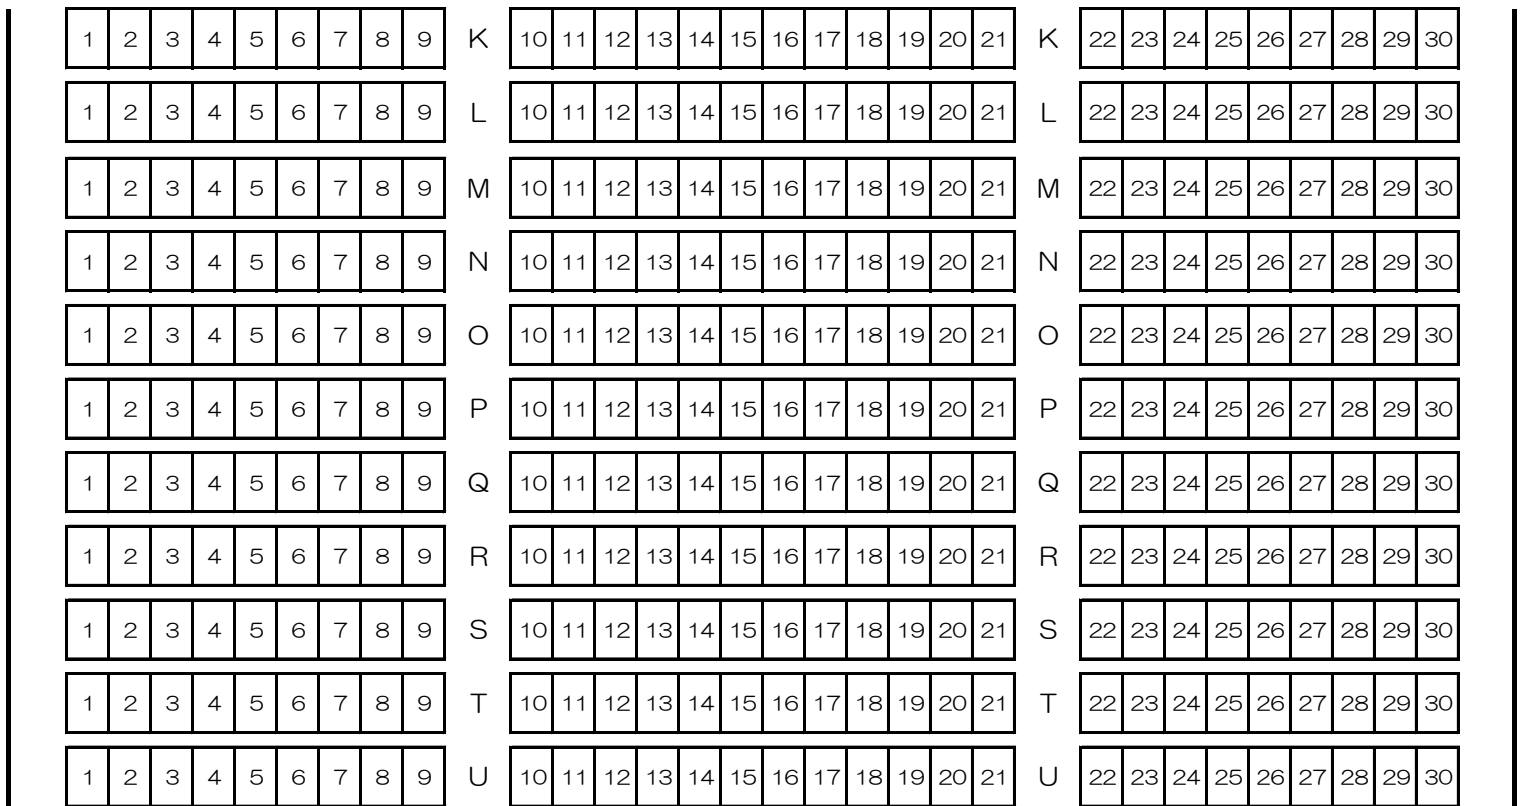 1 2 3 4 5 6 7 8 9 K 10 11 12 13 14 15 16 17 18 19 20 21 K 22 23 24 25 26 27 28 29 30
1 2 3 4 5 6 7 8 9 L 10 11 12 13 14 15 16 17 18 19 20 21 L 22 23 24 25 26 27 28 29 30
1 2 3 4 5 6 7 8 9 M 10 11 12 13 14 15 16 17 18 19 20 21 M 22 23 24 25 26 27 28 29 30
1 2 3 4 5 6 7 8 9 N 10 11 12 13 14 15 16 17 18 19 20 21 N 22 23 24 25 26 27 28 29 30
1 2 3 4 5 6 7 8 9 O 10 11 12 13 14 15 16 17 18 19 20 21 O 22 23 24 25 26 27 28 29 30
1 2 3 4 5 6 7 8 9 P 10 11 12 13 14 15 16 17 18 19 20 21 P 22 23 24 25 26 27 28 29 30
1 2 3 4 5 6 7 8 9 Q 10 11 12 13 14 15 16 17 18 19 20 21 Q 22 23 24 25 26 27 28 29 30
1 2 3 4 5 6 7 8 9 R 10 11 12 13 14 15 16 17 18 19 20 21 R 22 23 24 25 26 27 28 29 30
1 2 3 4 5 6 7 8 9 S 10 11 12 13 14 15 16 17 18 19 20 21 S 22 23 24 25 26 27 28 29 30
1 2 3 4 5 6 7 8 9 T 10 11 12 13 14 15 16 17 18 19 20 21 T 22 23 24 25 26 27 28 29 30
1 2 3 4 5 6 7 8 9 U 10 11 12 13 14 15 16 17 18 19 20 21 U 22 23 24 25 26 27 28 29 30